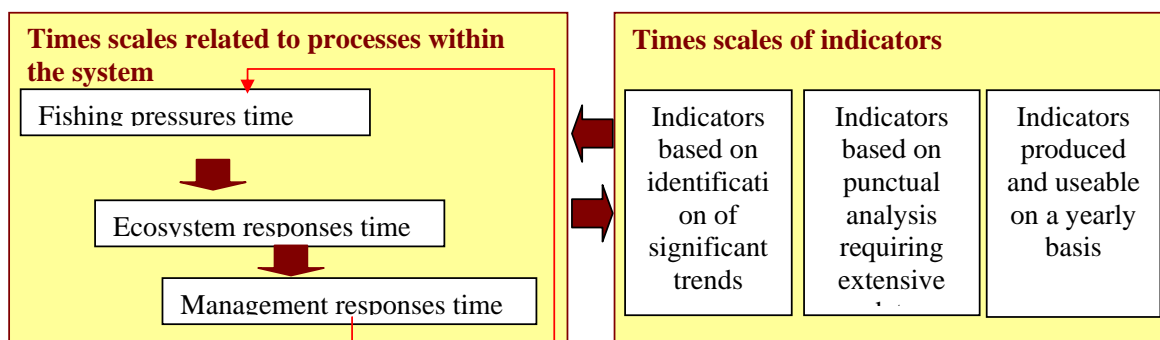 Times scales related to processes within
the system
Fishing pressures time
Ecosystem responses time
Management responses time
Times scales of indicators
Indicators
based on
identificati
on of
significant
trends
Indicators
based on
punctual
analysis
requiring
extensive
Indicators
produced
and useable
on a yearly
basis